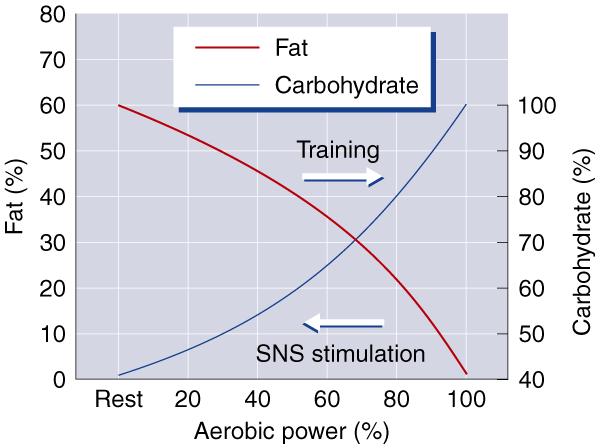 80
70
60
50
40
30
20
10
0
Fat (%)
Fat
Carbohydrate
Training
SNS stimulation
100
90
80
70
60
50
40
Carbohydrate (%)
Rest 20 40 60 80 100
Aerobic power (%)